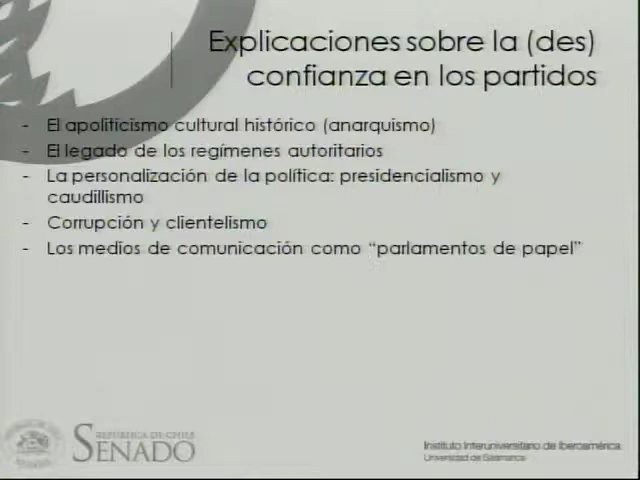 Explicaciones sobre la (des)
confianza en los partidos
- El apoliticismo cultural histórico (anarquismo)
- El legado de los regímenes autoritarios
- La personalización de la política: presidencialismo y
caudillismo
- Corrupción y clientelismo
- Los medios de comunicación como “parlamentos de papel”
REPÚBLICA DE CHILE
SENADO
Instituto Interuniversitario de Iberoamérica
Universidad de Salamanca